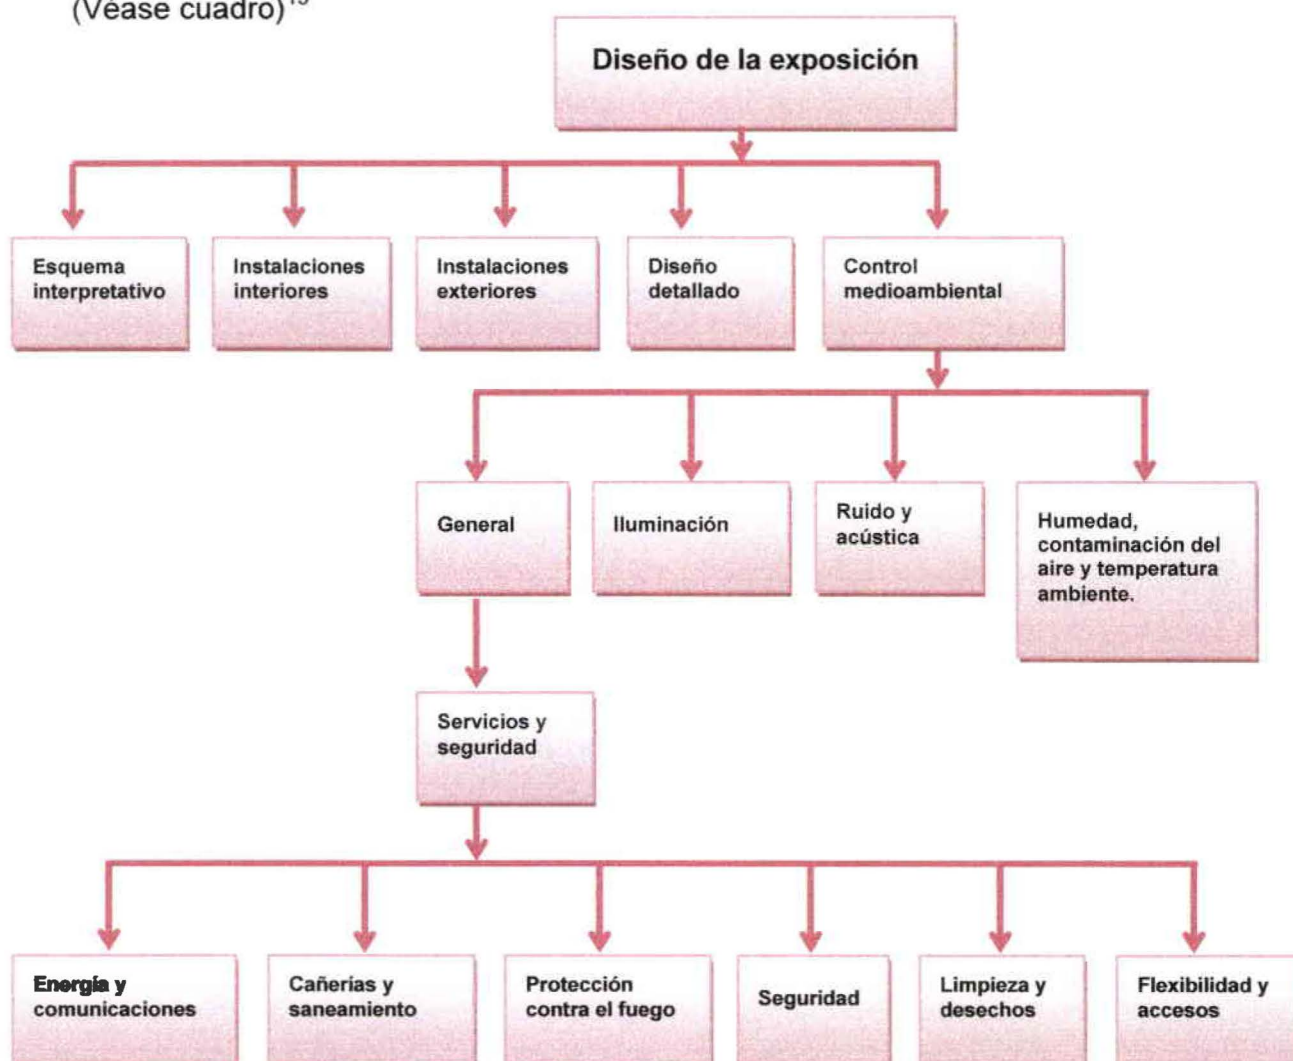 (Véase cuadro)¹⁹
Diseño de la exposición
Esquema
interpretativo
Instalaciones
interiores
Instalaciones
exteriores
Diseño
detallado
Control
medioambiental
General
Iluminación
Ruido y
acústica
Humedad,
contaminación del
aire y temperatura
ambiente.
Servicios y
seguridad
Energía y
comunicaciones
Cañerías y
saneamiento
Protección
contra el fuego
Seguridad
Limpieza y
desechos
Flexibilidad y
accesos